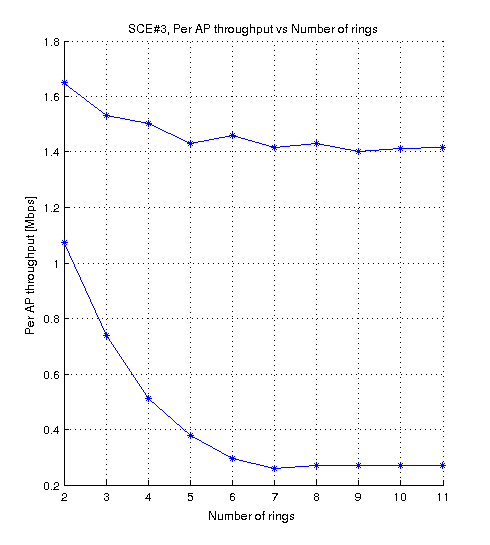 SCE#3, Per AP throughput vs Number of rings
1.8
1.6
1.4
1.2
1
0.8
0.6
0.4
0.2
Per AP throughput [Mbps]
2 3 4 5 6 7 8 9 10 11
Number of rings